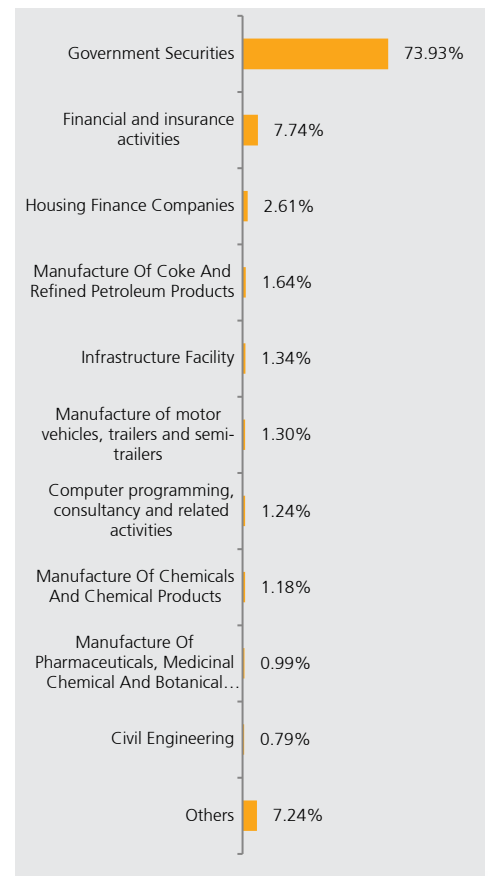 Government Securities 73.93%
Financial and insurance
activities 7.74%
Housing Finance Companies 2.61%
Manufacture Of Coke And
Refined Petroleum Products 1.64%
Infrastructure Facility 1.34%
Manufacture of motor
vehicles, trailers and semi-
trailers 1.30%
Computer programming,
consultancy and related
activities 1.24%
Manufacture Of Chemicals
And Chemical Products 1.18%
Manufacture Of
Pharmaceuticals, Medicinal
Chemical And Botanical… 0.99%
Civil Engineering 0.79%
Others 7.24%